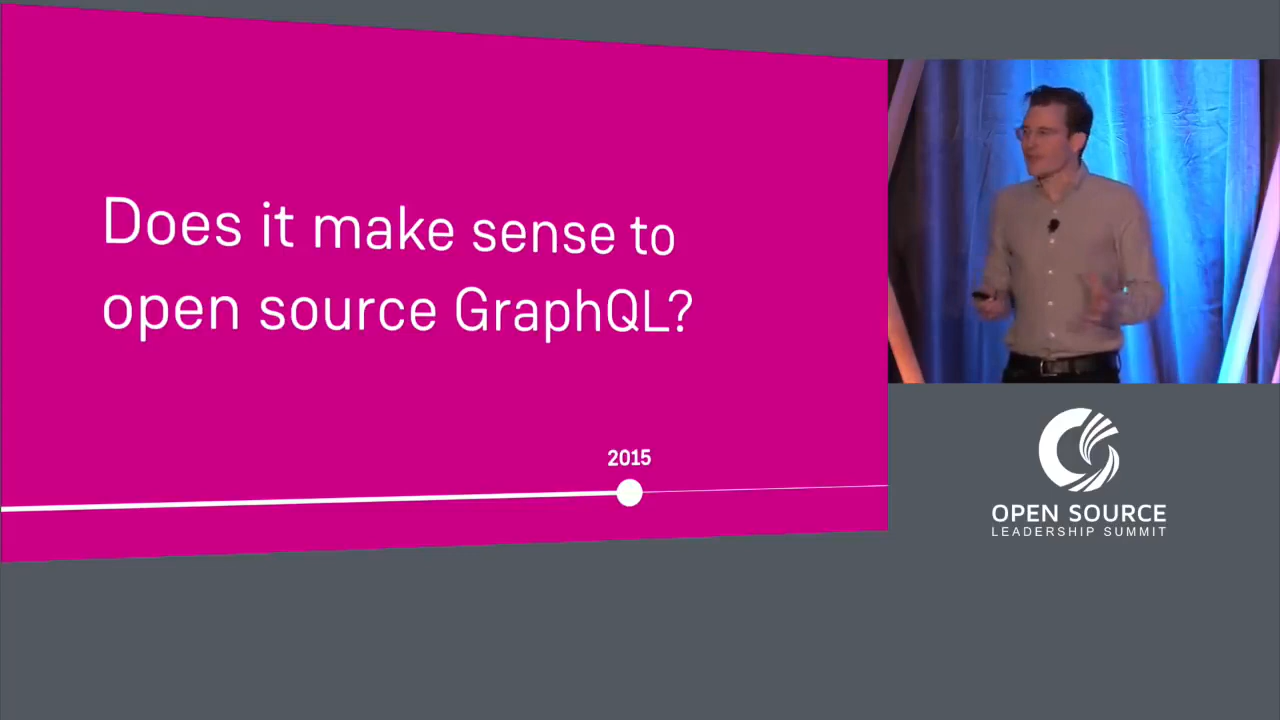 Does it make sense to
open source GraphQL?
2015
OPEN SOURCE
LEADERSHIP SUMMIT